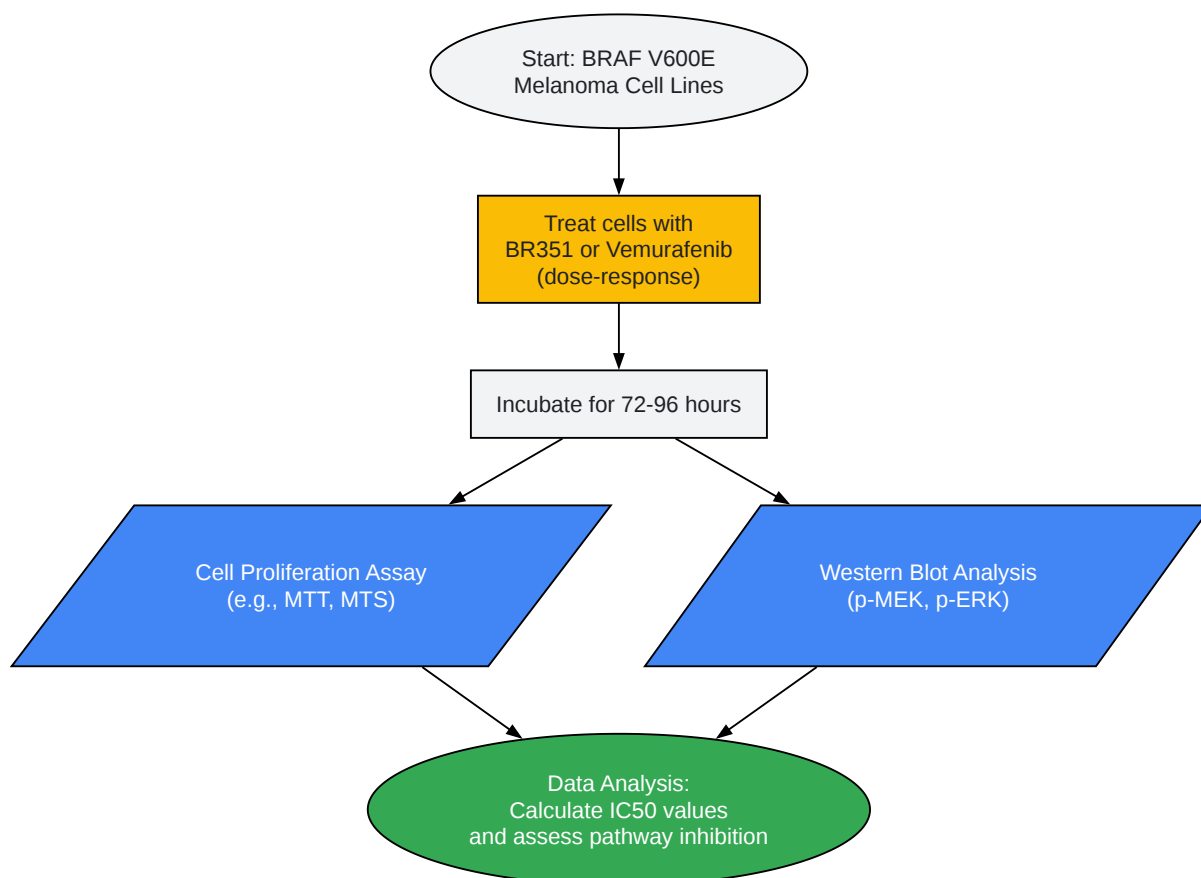 Start: BRAF V600E
Melanoma Cell Lines
Treat cells with
BR351 or Vemurafenib
(dose-response)
Incubate for 72-96 hours
Cell Proliferation Assay
(e.g., MTT, MTS)
Western Blot Analysis
(p-MEK, p-ERK)
Data Analysis:
Calculate IC50 values
and assess pathway inhibition